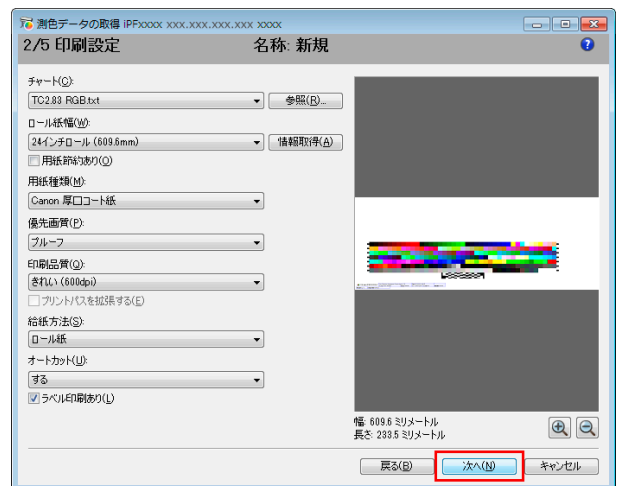 測色データの取得 iPFxxxx xxx.xxx.xxx.xxx xxxx
2/5 印刷設定 名称: 新規
チャート(C):
TC2.83 RGB.txt 参照(R)...
ロール紙幅(W):
24インチロール (609.6mm) 情報取得(A)
用紙節約あり(O)
用紙種類(M):
Canon 厚口コート紙
優先画質(P):
プルーフ
印刷品質(Q):
きれい (600dpi)
プリントパスを拡張する(E)
給紙方法(S):
ロール紙
オートカット(U):
する
ラベル印刷あり(L)
幅: 609.6 ミリメートル
長さ: 233.5 ミリメートル
戻る(B) 次へ(N) キャンセル